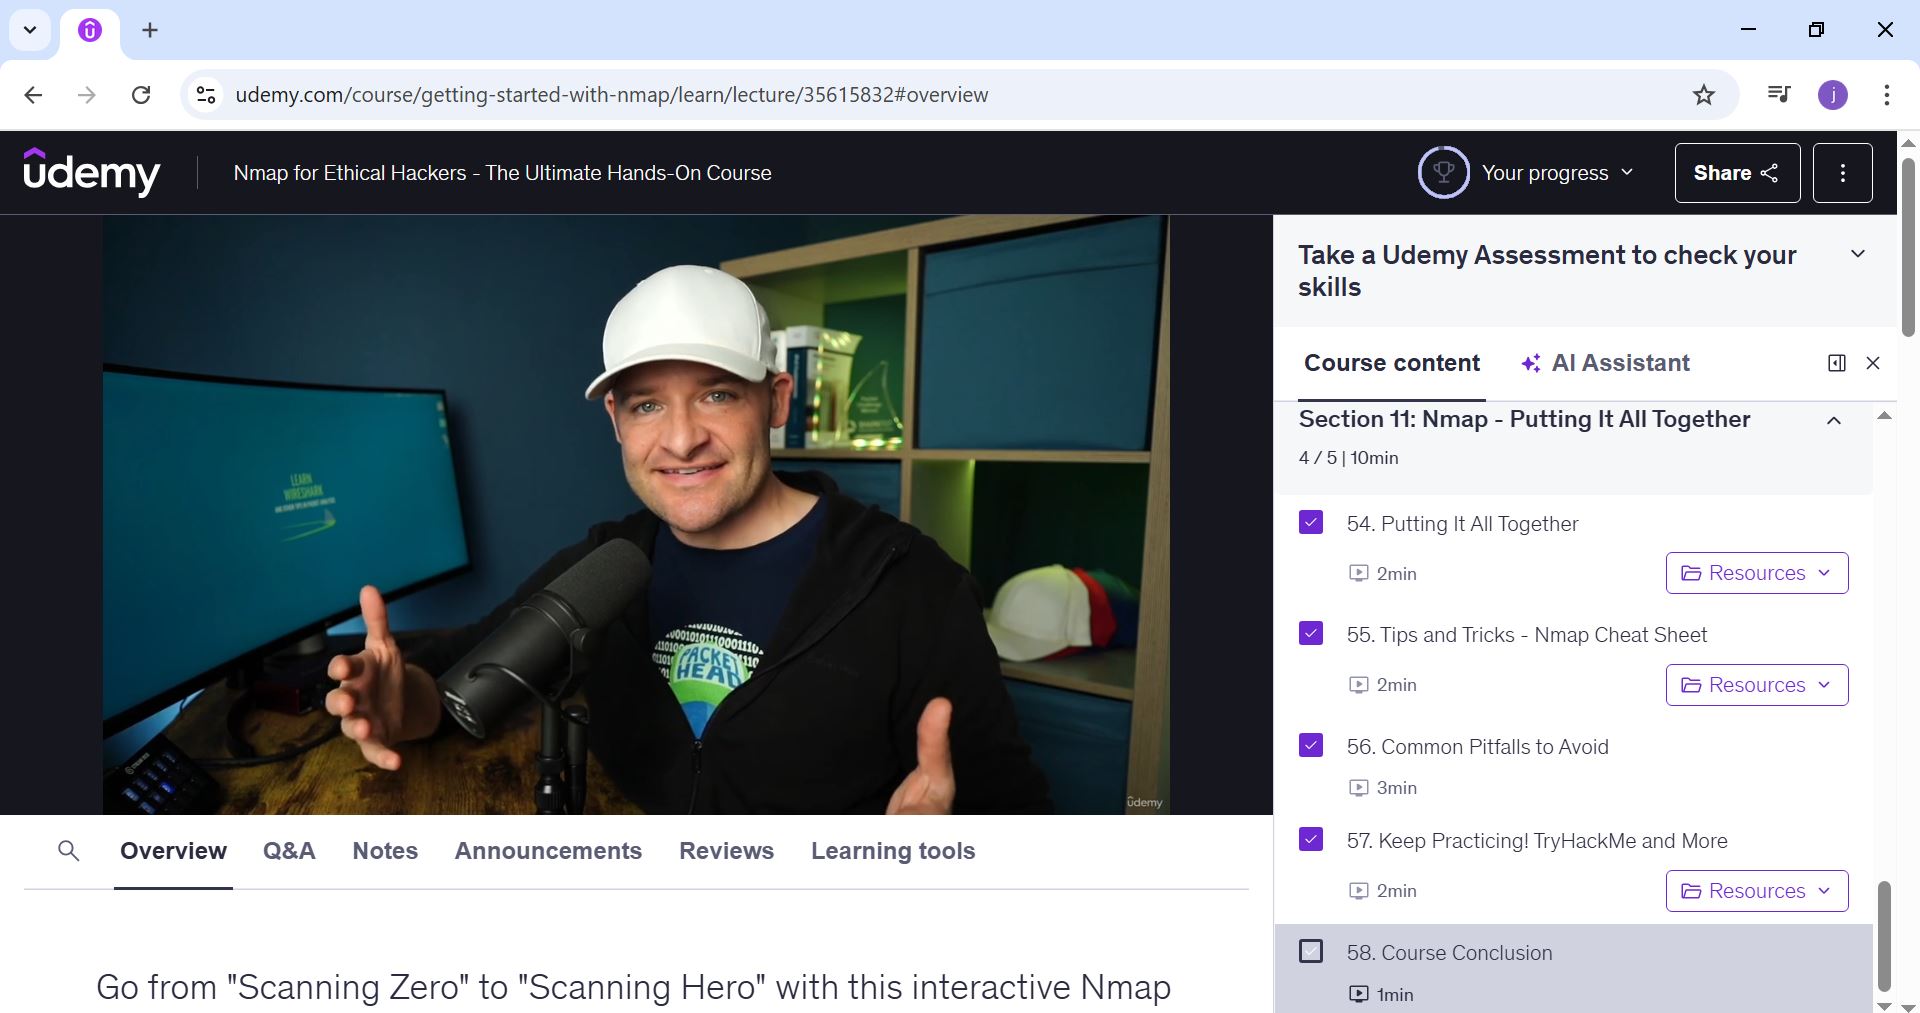 udemy.com/course/getting-started-with-nmap/learn/lecture/35615832#overview
j
udemy
Nmap for Ethical Hackers - The Ultimate Hands-On Course
Your progress
Share
Take a Udemy Assessment to check your
skills
Course content
AI Assistant
Section 11: Nmap - Putting It All Together
4 / 5 | 10min
54. Putting It All Together
2min
Resources
55. Tips and Tricks - Nmap Cheat Sheet
2min
Resources
56. Common Pitfalls to Avoid
3min
57. Keep Practicing! TryHackMe and More
2min
Resources
58. Course Conclusion
1min
LEARN
WIRESHARK
PACKET
HEAD
udemy
Overview
Q&A
Notes
Announcements
Reviews
Learning tools
Go from "Scanning Zero" to "Scanning Hero" with this interactive Nmap